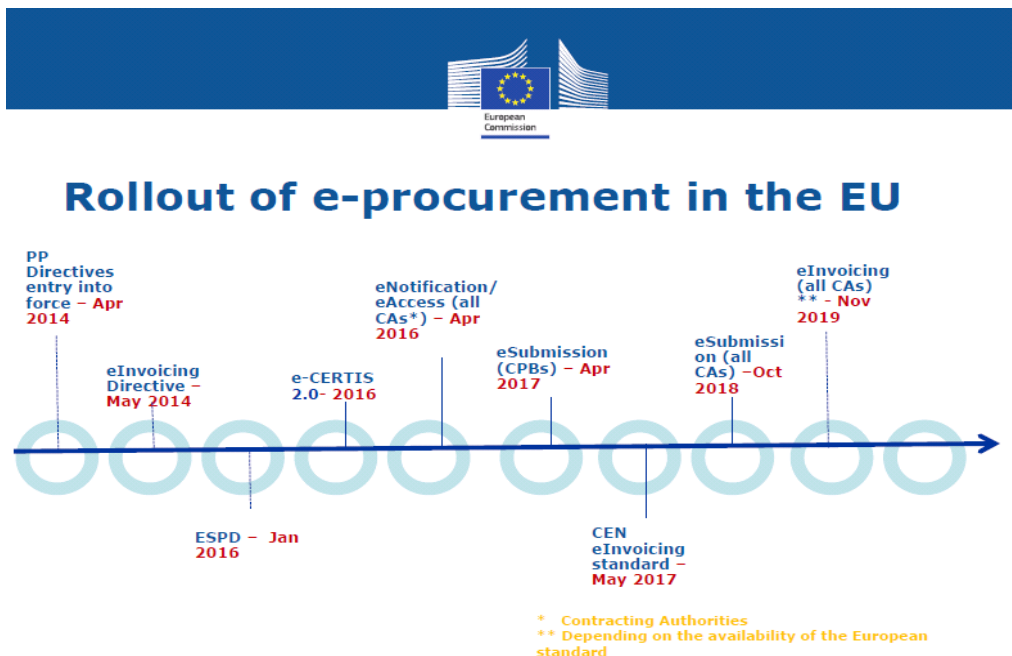 European
Commission
Rollout of e-procurement in the EU
PP
Directives
entry into
force – Apr
2014
eInvoicing
Directive –
May 2014
ESPD – Jan
2016
e-CERTIS
2.0- 2016
eNotification/
eAccess (all
CAs*) – Apr
2016
eSubmission
(CPBs) – Apr
2017
CEN
eInvoicing
standard –
May 2017
eSubmissi
on (all
CAs) –Oct
2018
eInvoicing
(all CAs)
** - Nov
2019
* Contracting Authorities
** Depending on the availability of the European
standard